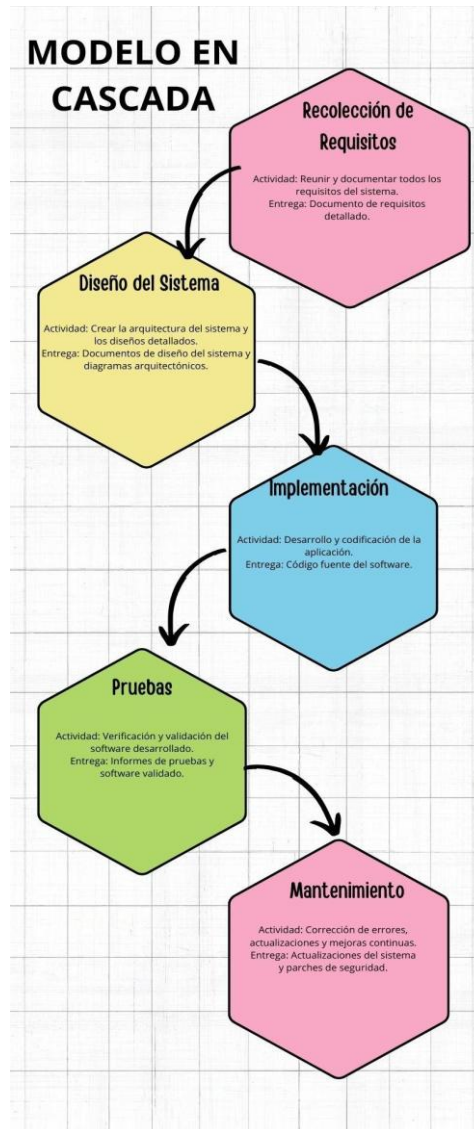 MODELO EN
CASCADA
Recolección de
Requisitos
Actividad: Reunir y documentar todos los
requisitos del sistema.
Entrega: Documento de requisitos
detallado.
Diseño del Sistema
Actividad: Crear la arquitectura del sistema y
los diseños detallados.
Entrega: Documentos de diseño del sistema y
diagramas arquitectónicos.
Implementación
Actividad: Desarrollo y codificación de la
aplicación.
Entrega: Código fuente del software.
Pruebas
Actividad: Verificación y validación del
software desarrollado.
Entrega: Informes de pruebas y
software validado.
Mantenimiento
Actividad: Corrección de errores,
actualizaciones y mejoras continuas.
Entrega: Actualizaciones del sistema
y parches de seguridad.